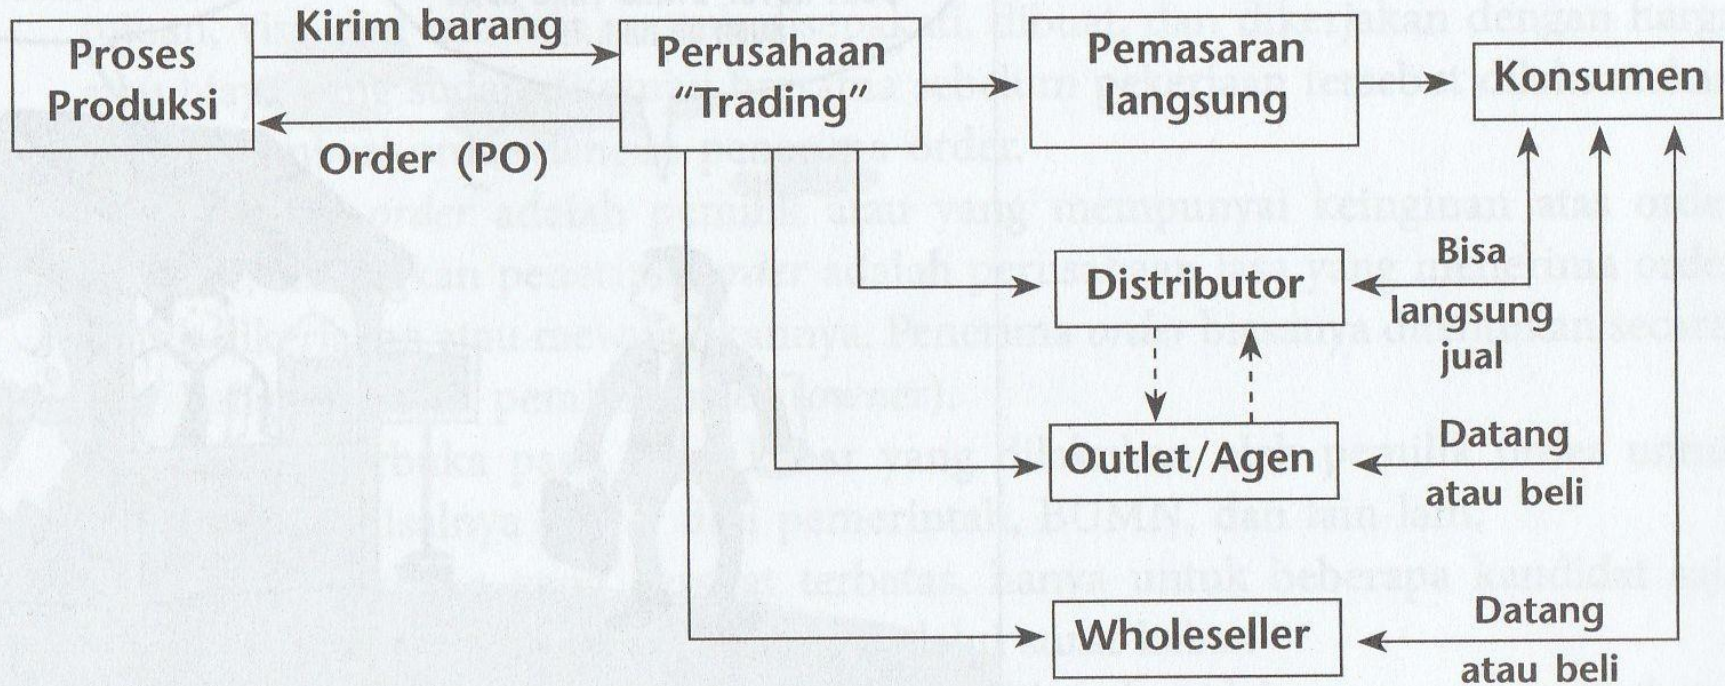 Proses
Produksi
Kirim barang
Order (PO)
Perusahaan
“Trading”
Pemasaran
langsung
Konsumen
Distributor
Bisa
langsung
jual
Outlet/Agen
Datang
atau beli
Wholeseller
Datang
atau beli